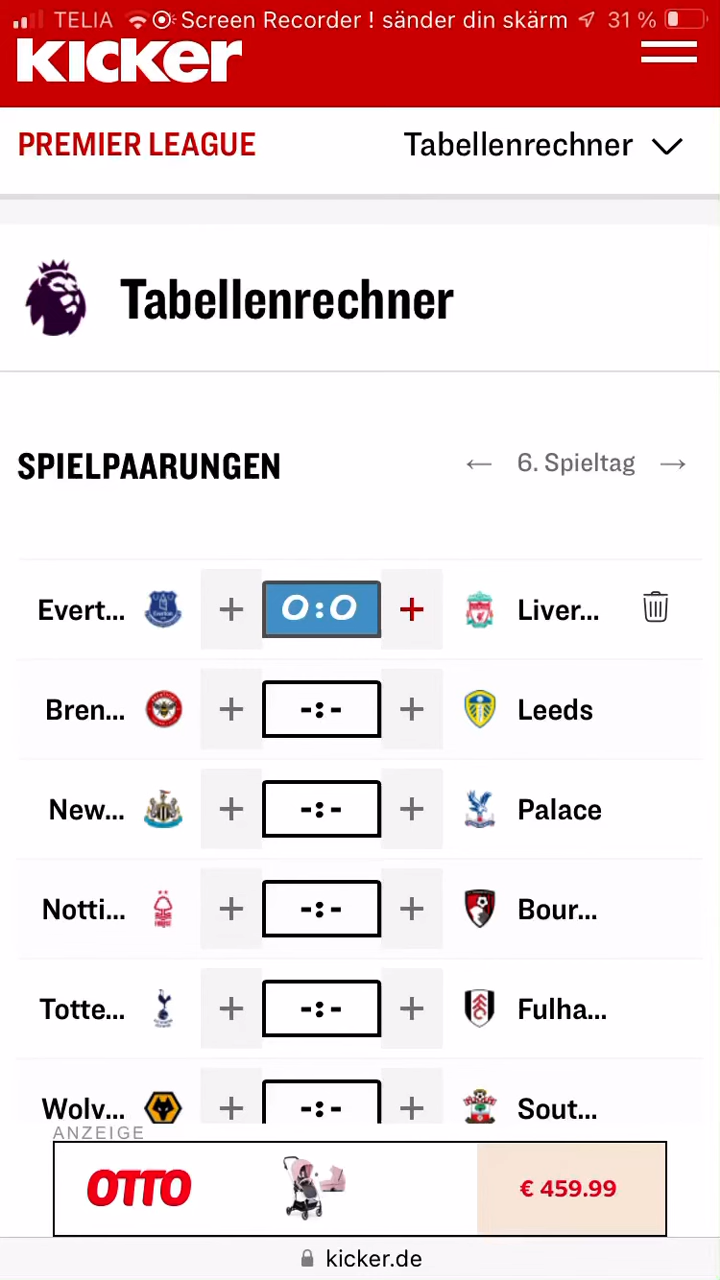 TELIA Screen Recorder ! sänder din skärm 31 %
kicker
PREMIER LEAGUE Tabellenrechner
Tabellenrechner
SPIELPAARUNGEN ← 6. Spieltag →
Evert... + 0:0 + Liver...
Bren... + -:- + Leeds
New... + -:- + Palace
Notti... + -:- + Bour...
Totte... + -:- + Fulha...
Wolv... + -:- + Sout...
ANZEIGE
OTTO € 459.99
kicker.de